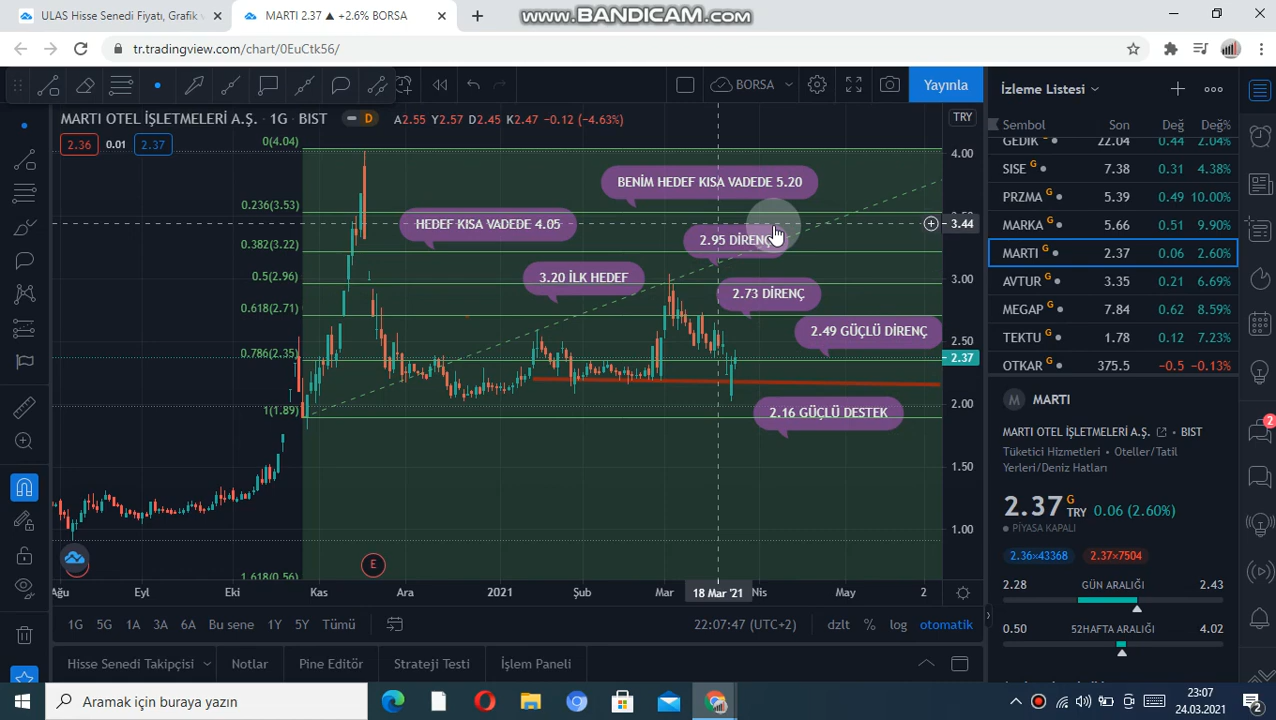 ULAS Hisse Senedi Fiyatı, Grafik v
MARTI 2.37 ▲ +2.6% BORSA
www.BANDICAM.com
tr.tradingview.com/chart/0EuCtk56/
BORSA
Yayınla
İzleme Listesi
MARTI OTEL İŞLETMELERİ A.Ş. · 1G · BIST
D
A2.55 Y2.57 D2.45 K2.47 -0.12 (-4.63%)
TRY
Sembol Son Değ Değ%
2.36 0.01 2.37
GEDIK G 22.04 0.44 2.04%
SISE G 7.38 0.31 4.38%
PRZMA G 5.39 0.49 10.00%
MARKA G 5.66 0.51 9.90%
MARTI G 2.37 0.06 2.60%
AVTUR G 3.35 0.21 6.69%
MEGAP G 7.84 0.62 8.59%
TEKTU G 1.78 0.12 7.23%
OTKAR G 375.5 -0.5 -0.13%
0(4.04)
0.236(3.53)
0.382(3.22)
0.5(2.96)
0.618(2.71)
0.786(2.35)
1(1.89)
1.618(0.56)
BENİM HEDEF KISA VADEDE 5.20
HEDEF KISA VADEDE 4.05
2.95 DİRENÇ
3.20 İLK HEDEF
2.73 DİRENÇ
2.49 GÜÇLÜ DİRENÇ
2.16 GÜÇLÜ DESTEK
4.00
3.44
3.00
2.50
2.37
2.00
1.50
1.00
E
Ağu Eyl Eki Kas Ara 2021 Şub Mar 18 Mar '21 Nis May 2
M MARTI
MARTI OTEL İŞLETMELERİ A.Ş. · BIST
Tüketici Hizmetleri · Oteller/Tatil
Yerleri/Deniz Hatları
2.37 G TRY 0.06 (2.60%)
PİYASA KAPALI
2.36×43368 2.37×7504
2.28 GÜN ARALIĞI 2.43
0.50 52HAFTA ARALIĞI 4.02
2
1G 5G 1A 3A 6A Bu sene 1Y 5Y Tümü
22:07:47 (UTC+2) dzlt % log otomatik
Hisse Senedi Takipçisi Notlar Pine Editör Strateji Testi İşlem Paneli
Aramak için buraya yazın
23:07
24.03.2021
2